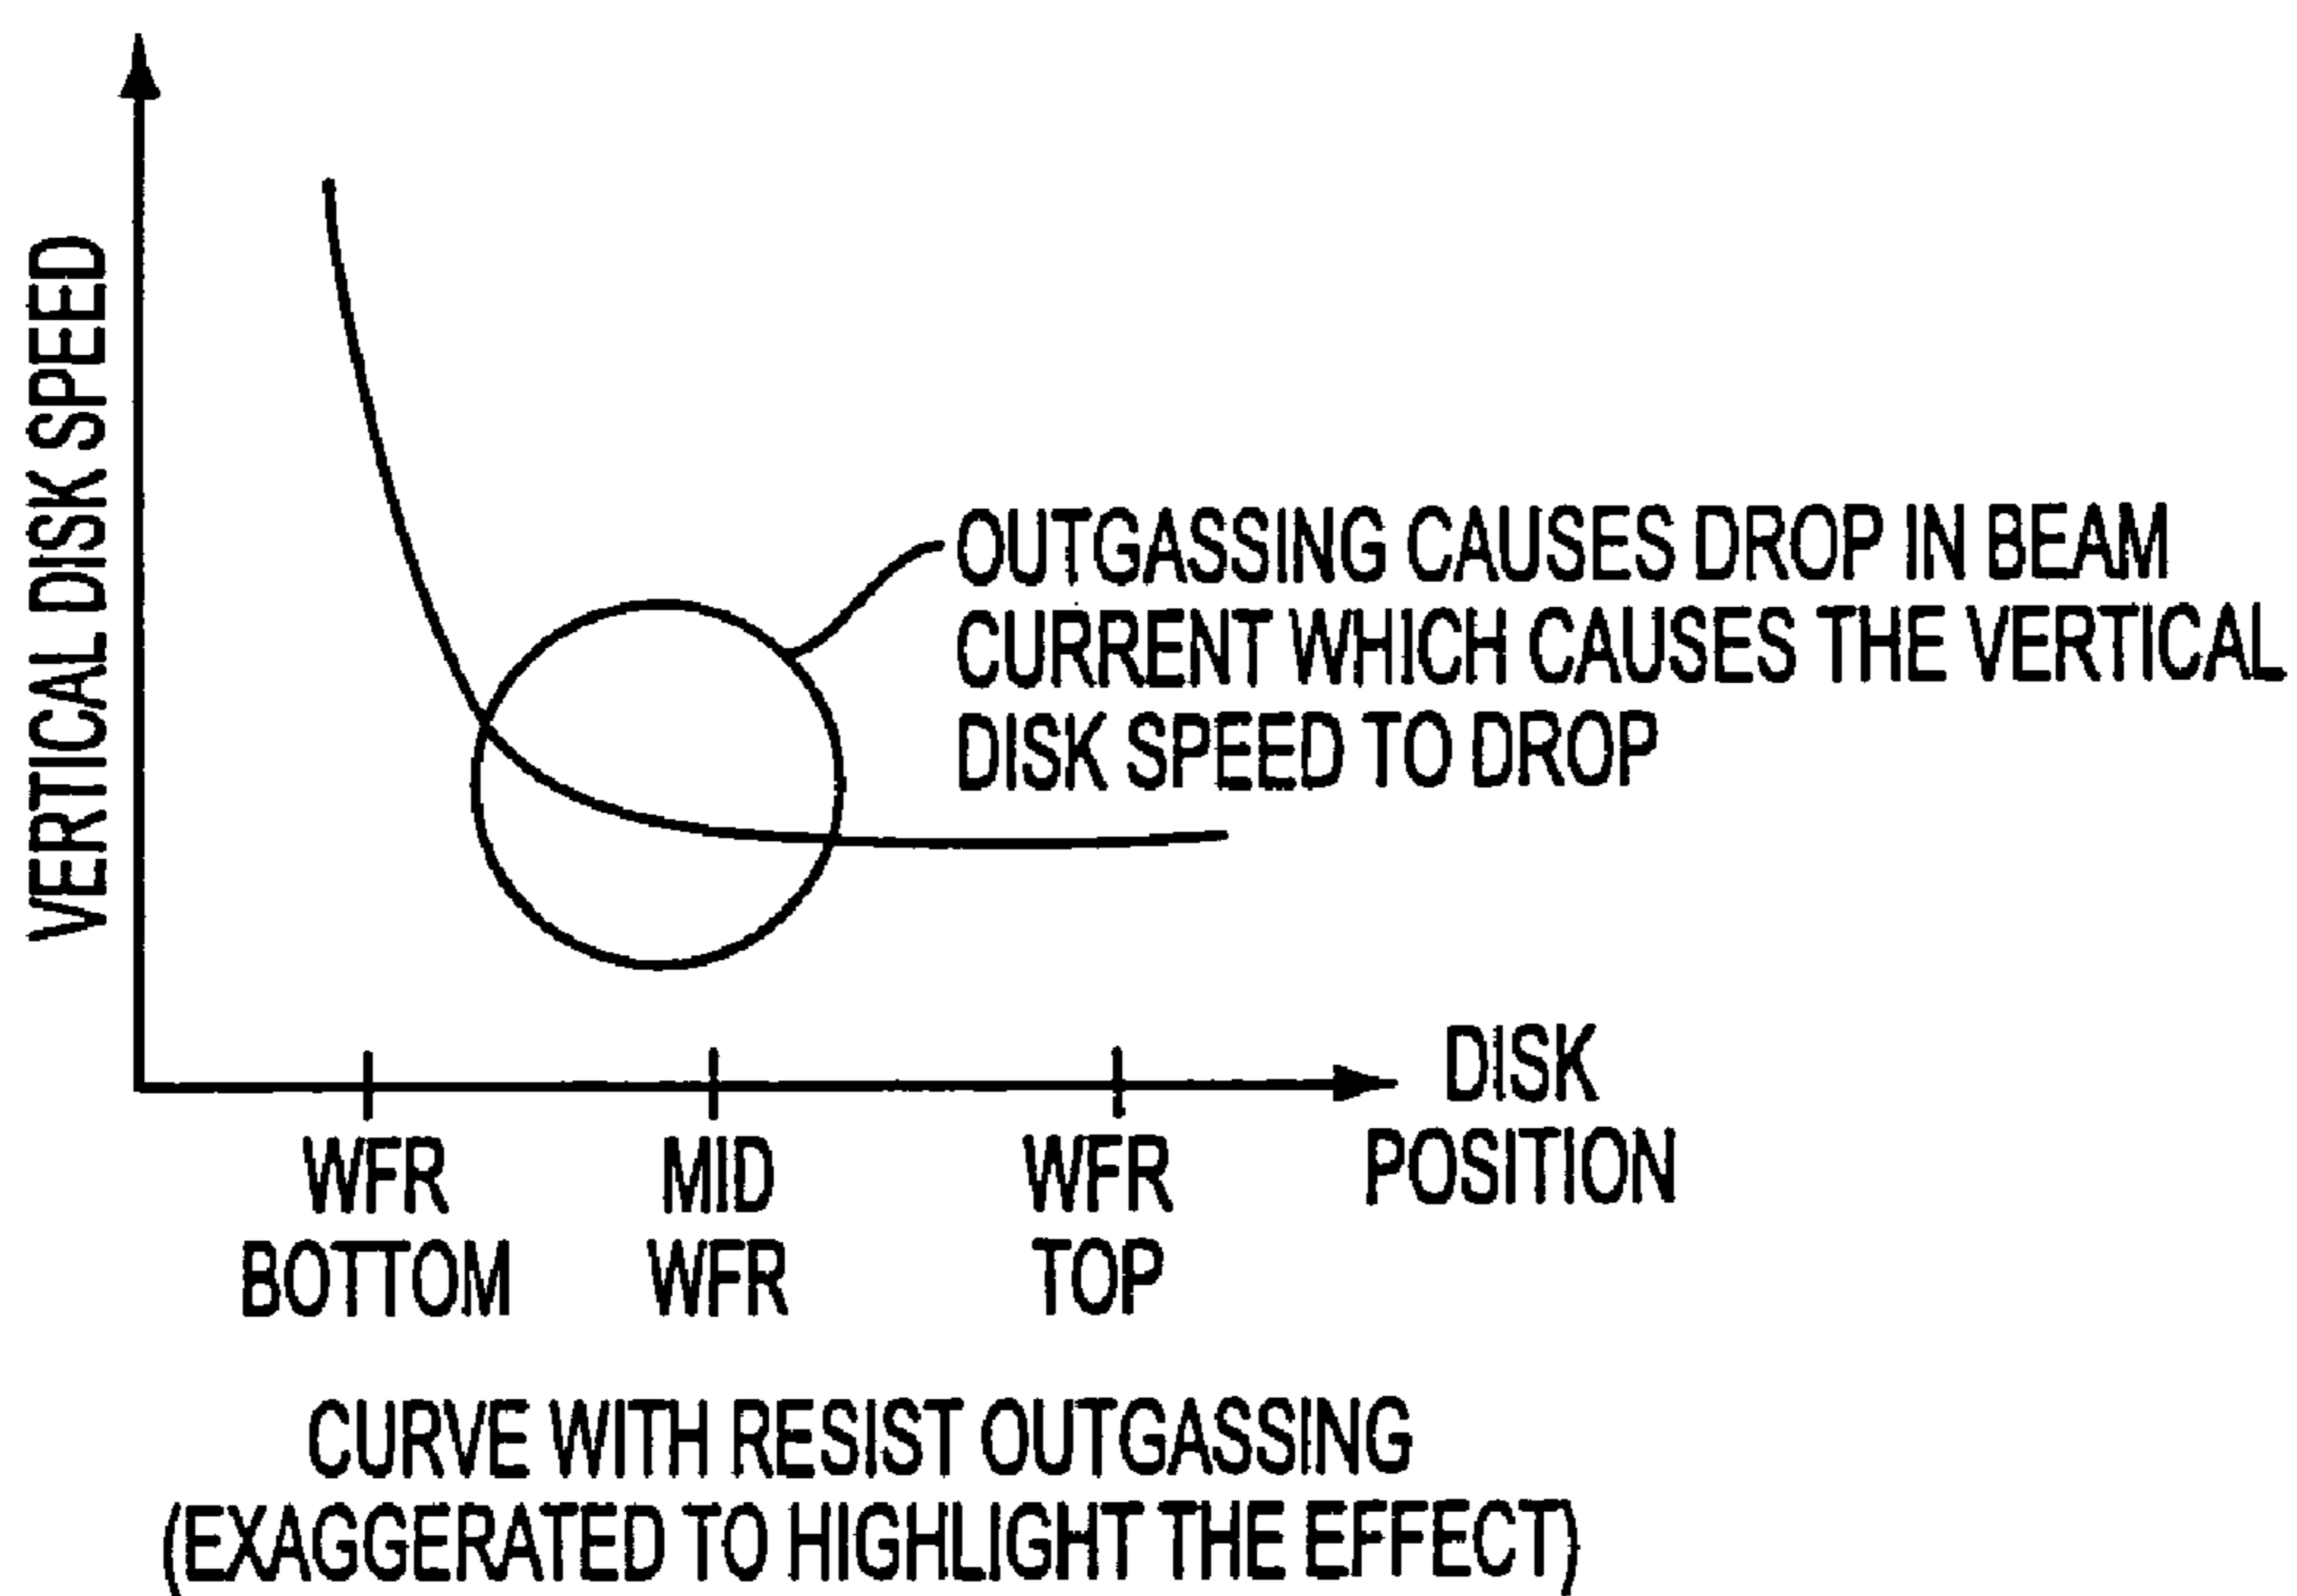 VERTICAL DISK SPEED
OUTGASSING CAUSES DROP IN BEAM
CURRENT WHICH CAUSES THE VERTICAL
DISK SPEED TO DROP
DISK
POSITION
WFR
BOTTOM
MID
WFR
WFR
TOP
CURVE WITH RESIST OUTGASSING
(EXAGGERATED TO HIGHLIGHT THE EFFECT)